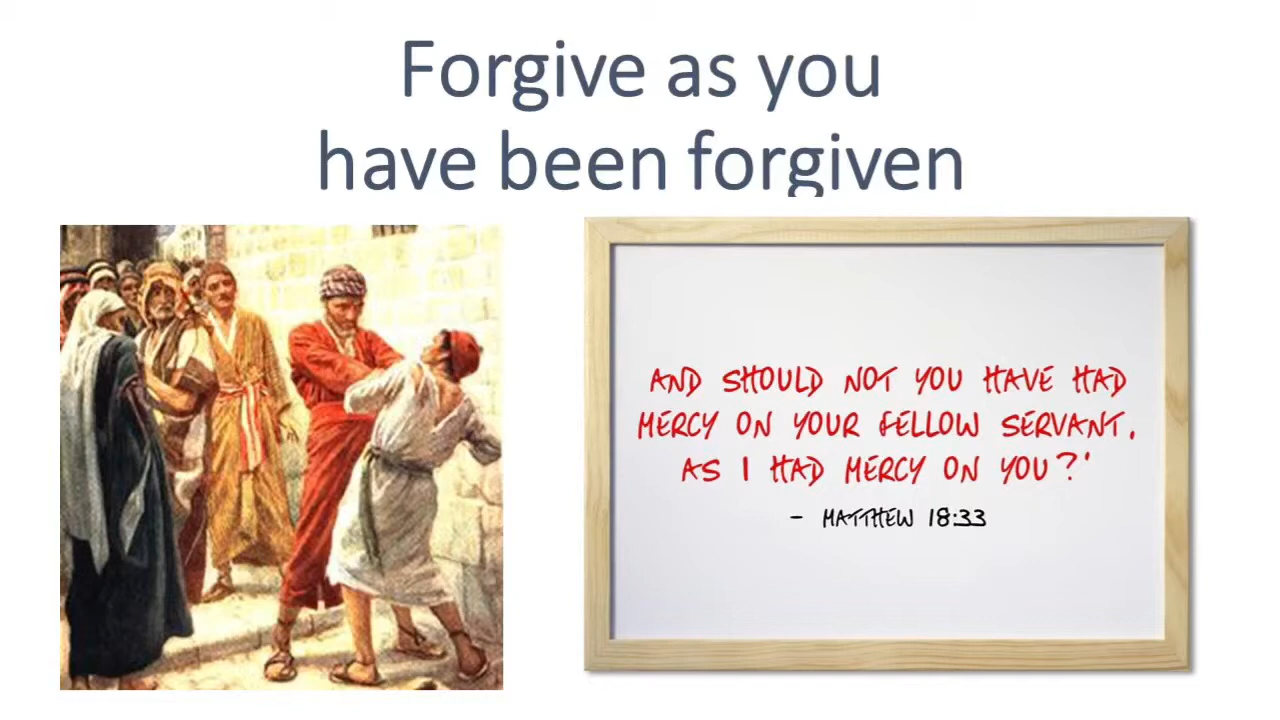 Forgive as you
have been forgiven
AND SHOULD NOT YOU HAVE HAD
MERCY ON YOUR FELLOW SERVANT,
AS I HAD MERCY ON YOU?'
– MATTHEW 18:33